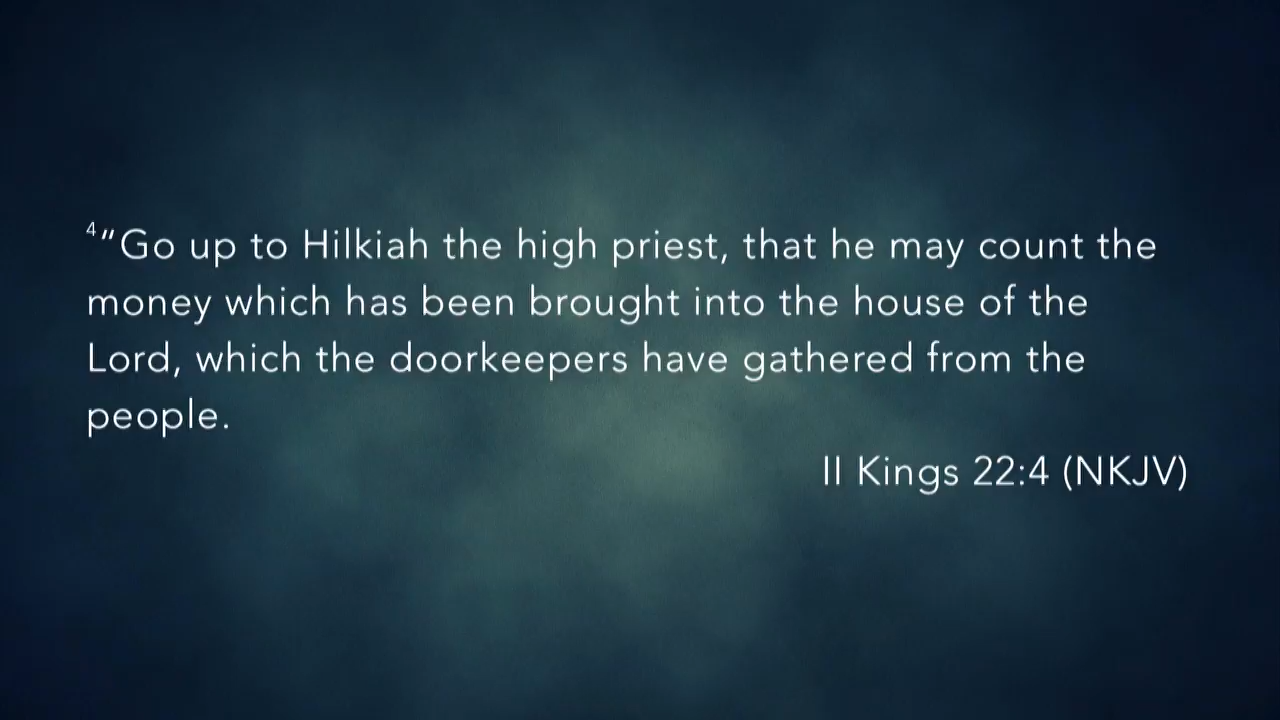 4“Go up to Hilkiah the high priest, that he may count the
money which has been brought into the house of the
Lord, which the doorkeepers have gathered from the
people.
II Kings 22:4 (NKJV)